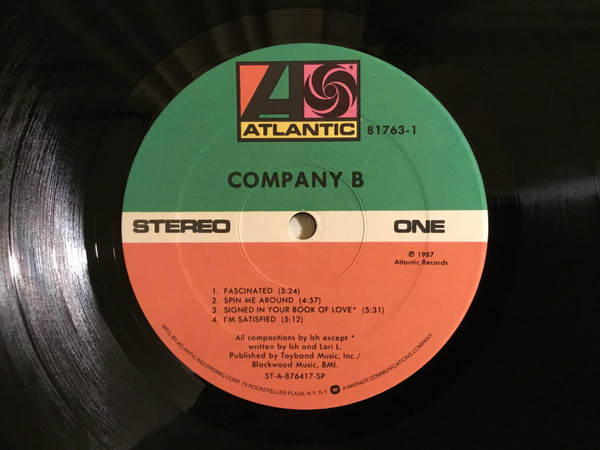 ATLANTIC
81763-1
COMPANY B
STEREO ONE
℗ 1987
Atlantic Records
1. FASCINATED (5:24)
2. SPIN ME AROUND (4:57)
3. SIGNED IN YOUR BOOK OF LOVE* (5:31)
4. I'M SATISFIED (5:12)
All compositions by Ish except *
written by Ish and Lori L.
Published by Toyband Music, Inc./
Blackwood Music, BMI.
ST-A-876417-SP
MFG. BY ATLANTIC RECORDING CORP. 75 ROCKEFELLER PLAZA, N.Y., N.Y. A WARNER COMMUNICATIONS COMPANY